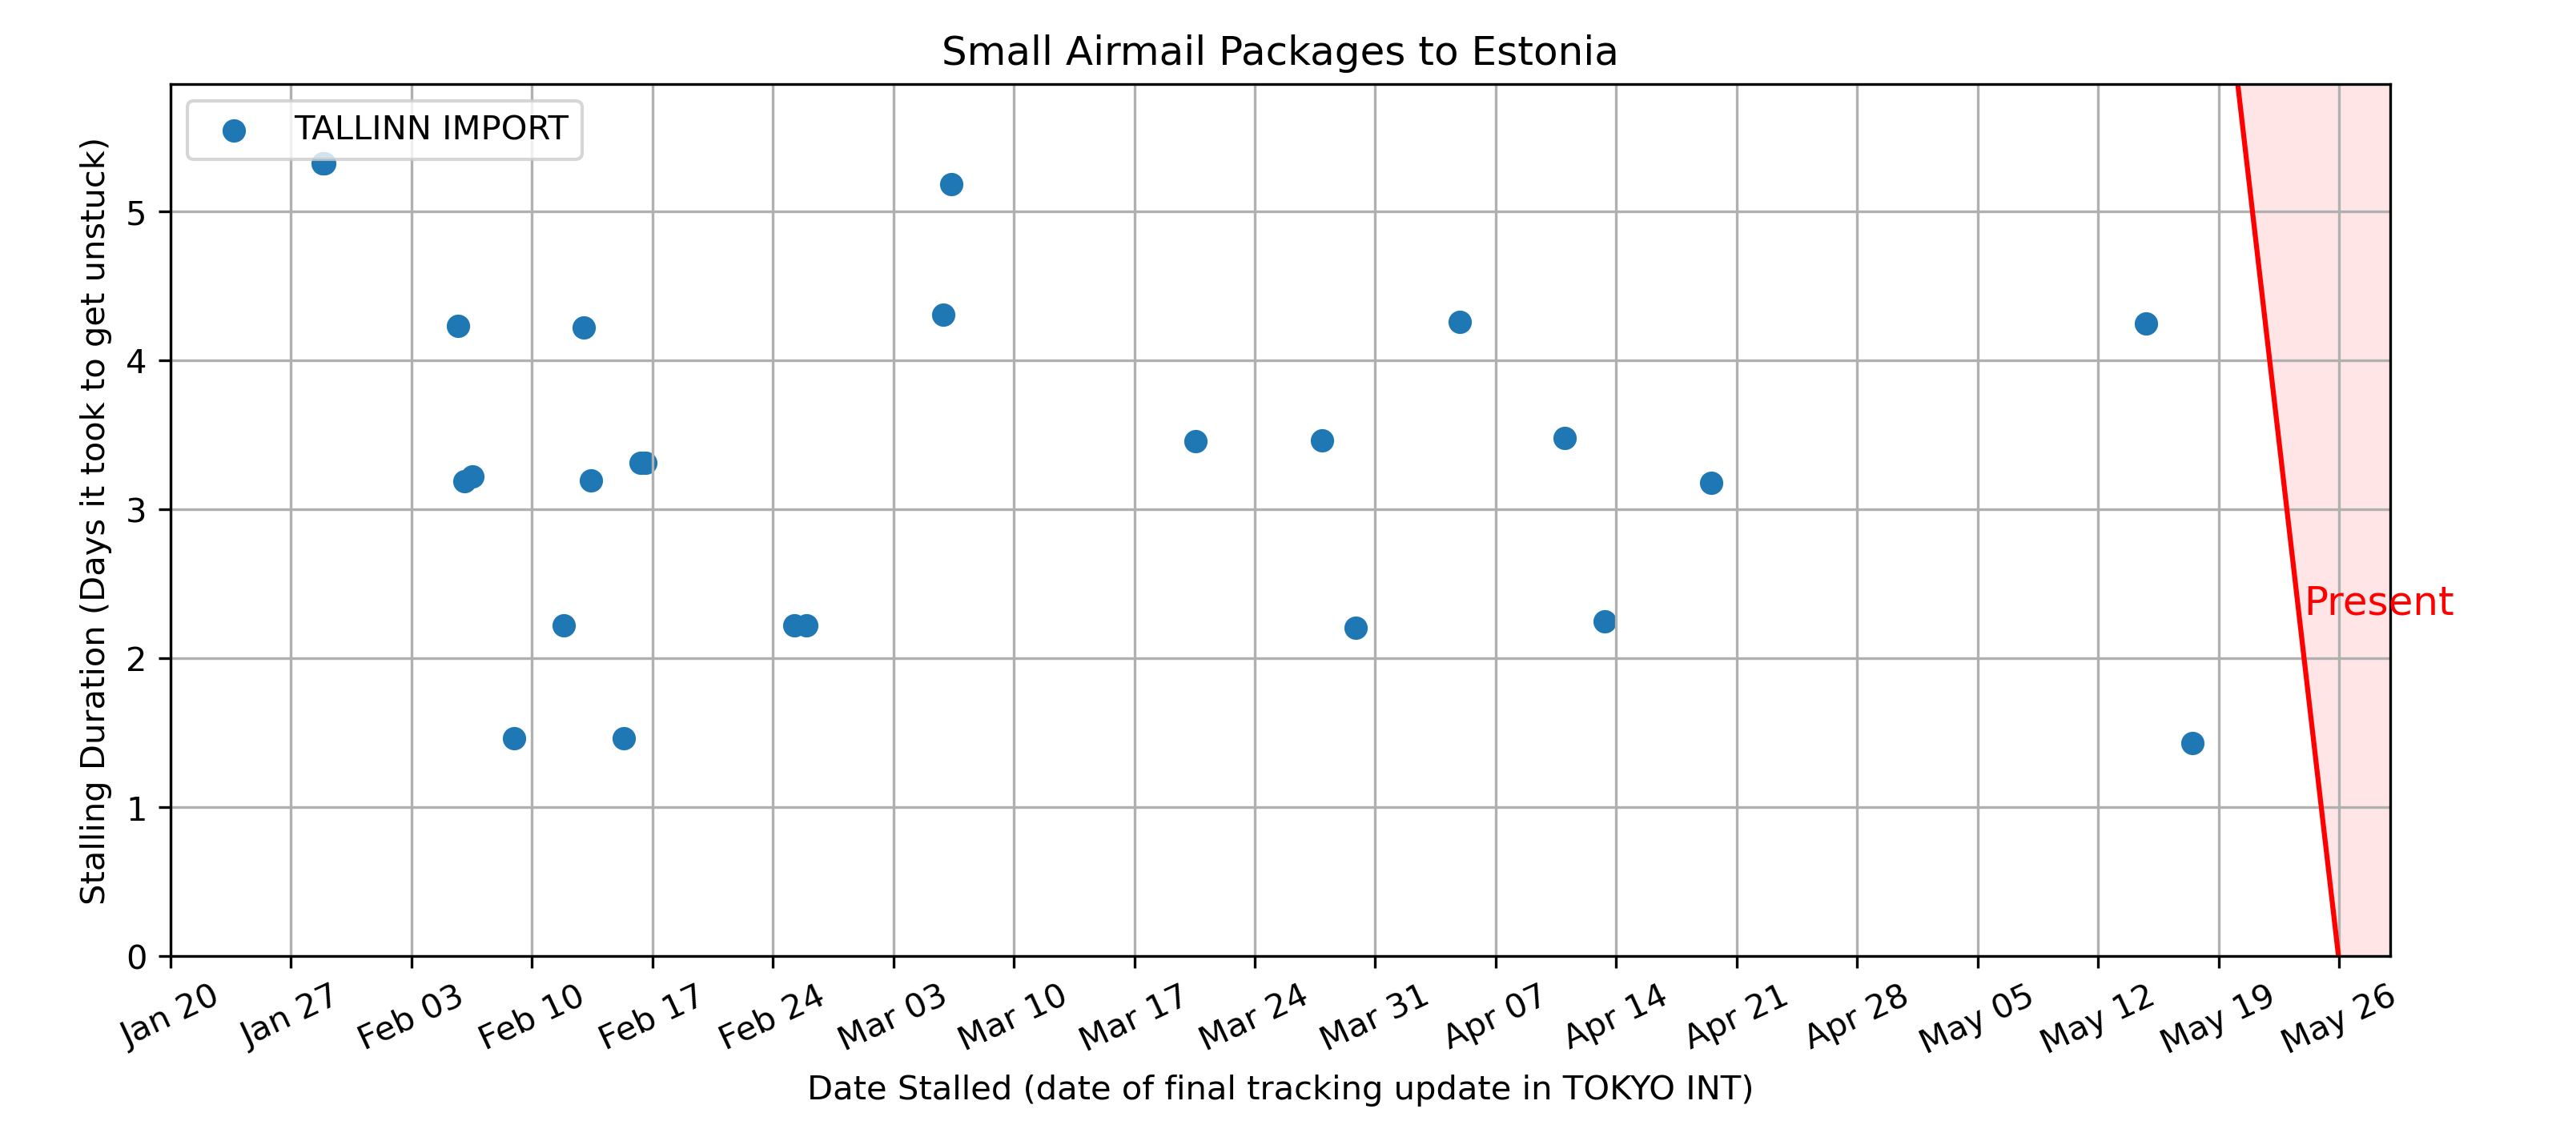 Small Airmail Packages to Estonia
TALLINN IMPORT
Stalling Duration (Days it took to get unstuck)
5
4
3
2
1
0
Present
Jan 20
Jan 27
Feb 03
Feb 10
Feb 17
Feb 24
Mar 03
Mar 10
Mar 17
Mar 24
Mar 31
Apr 07
Apr 14
Apr 21
Apr 28
May 05
May 12
May 19
May 26
Date Stalled (date of final tracking update in TOKYO INT)